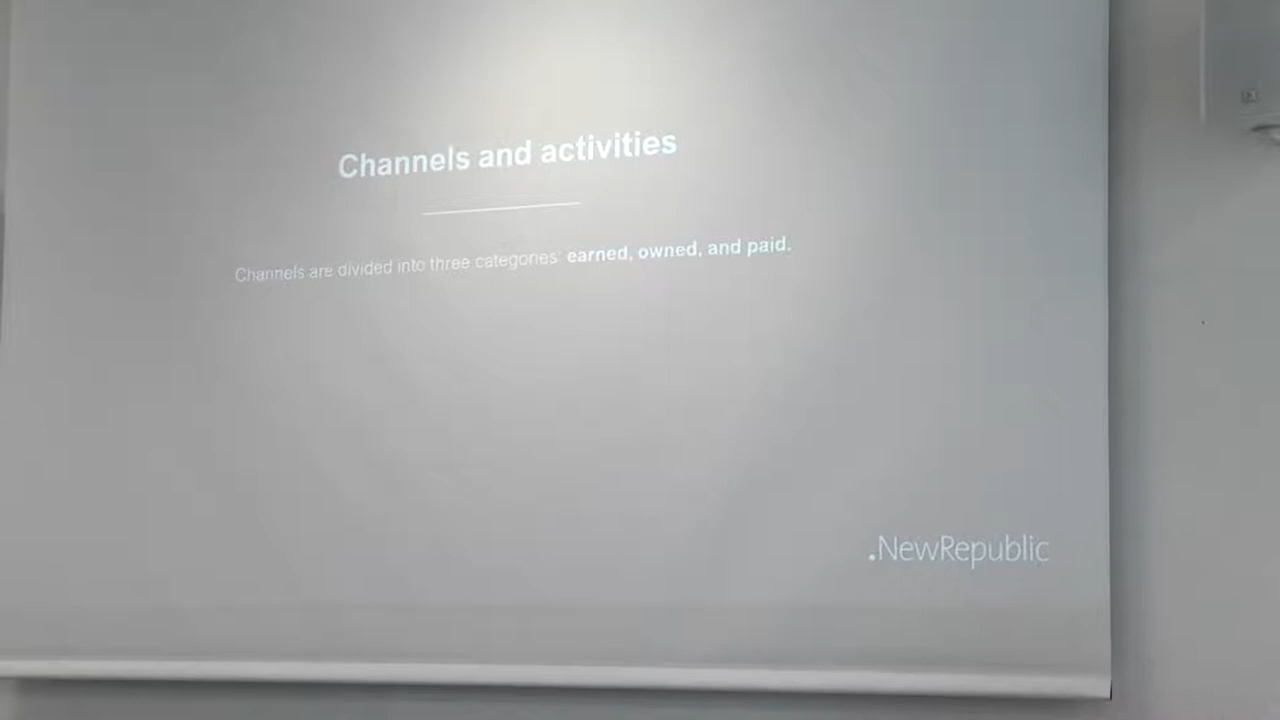 Channels and activities
Channels are divided into three categories: earned, owned, and paid.
.NewRepublic